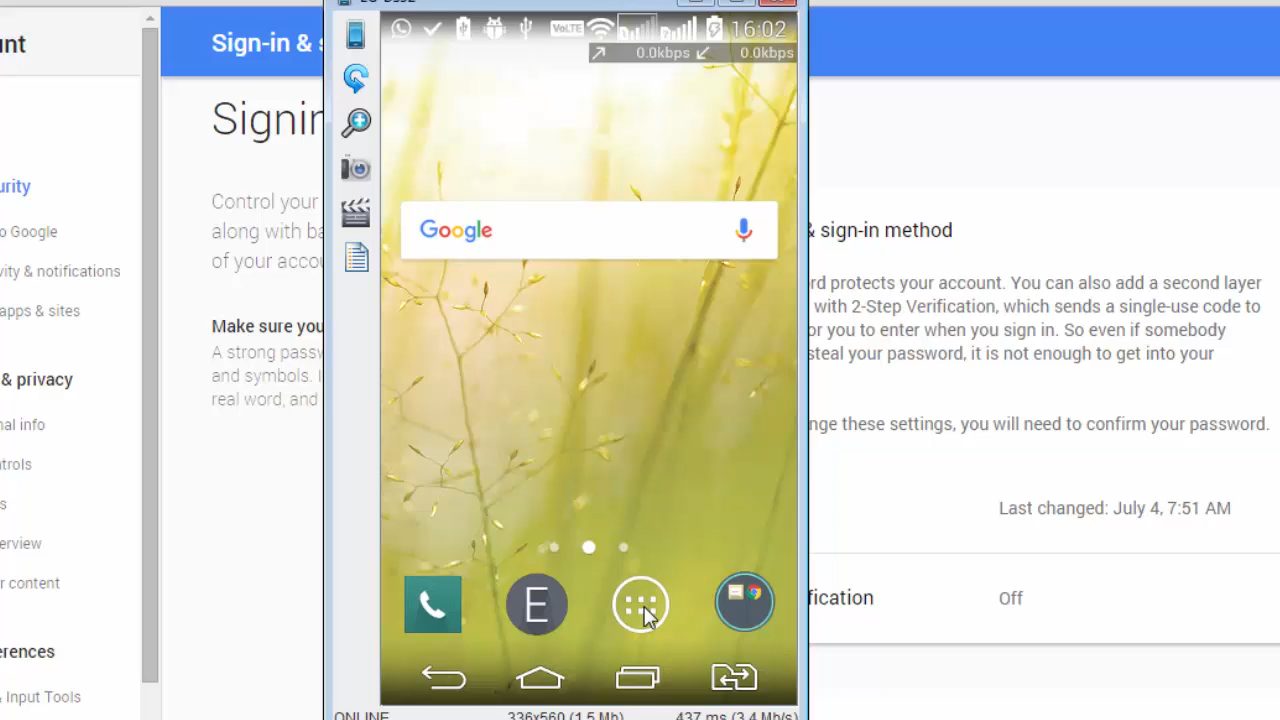 nt
Sign-in & s
VoLTE 16:02
0.0kbps 0.0kbps
Signin
urity
o Google
vity & notifications
apps & sites
& privacy
nal info
trols
s
erview
r content
erences
& Input Tools
Control your
along with ba
of your accou
Make sure you
A strong passw
and symbols. I
real word, and
Google
E
& sign-in method
rd protects your account. You can also add a second layer
with 2-Step Verification, which sends a single-use code to
or you to enter when you sign in. So even if somebody
steal your password, it is not enough to get into your
nge these settings, you will need to confirm your password.
Last changed: July 4, 7:51 AM
fication
Off
ONLINE 336x560 (1.5 Mb) 437 ms (3.4 Mb/s)